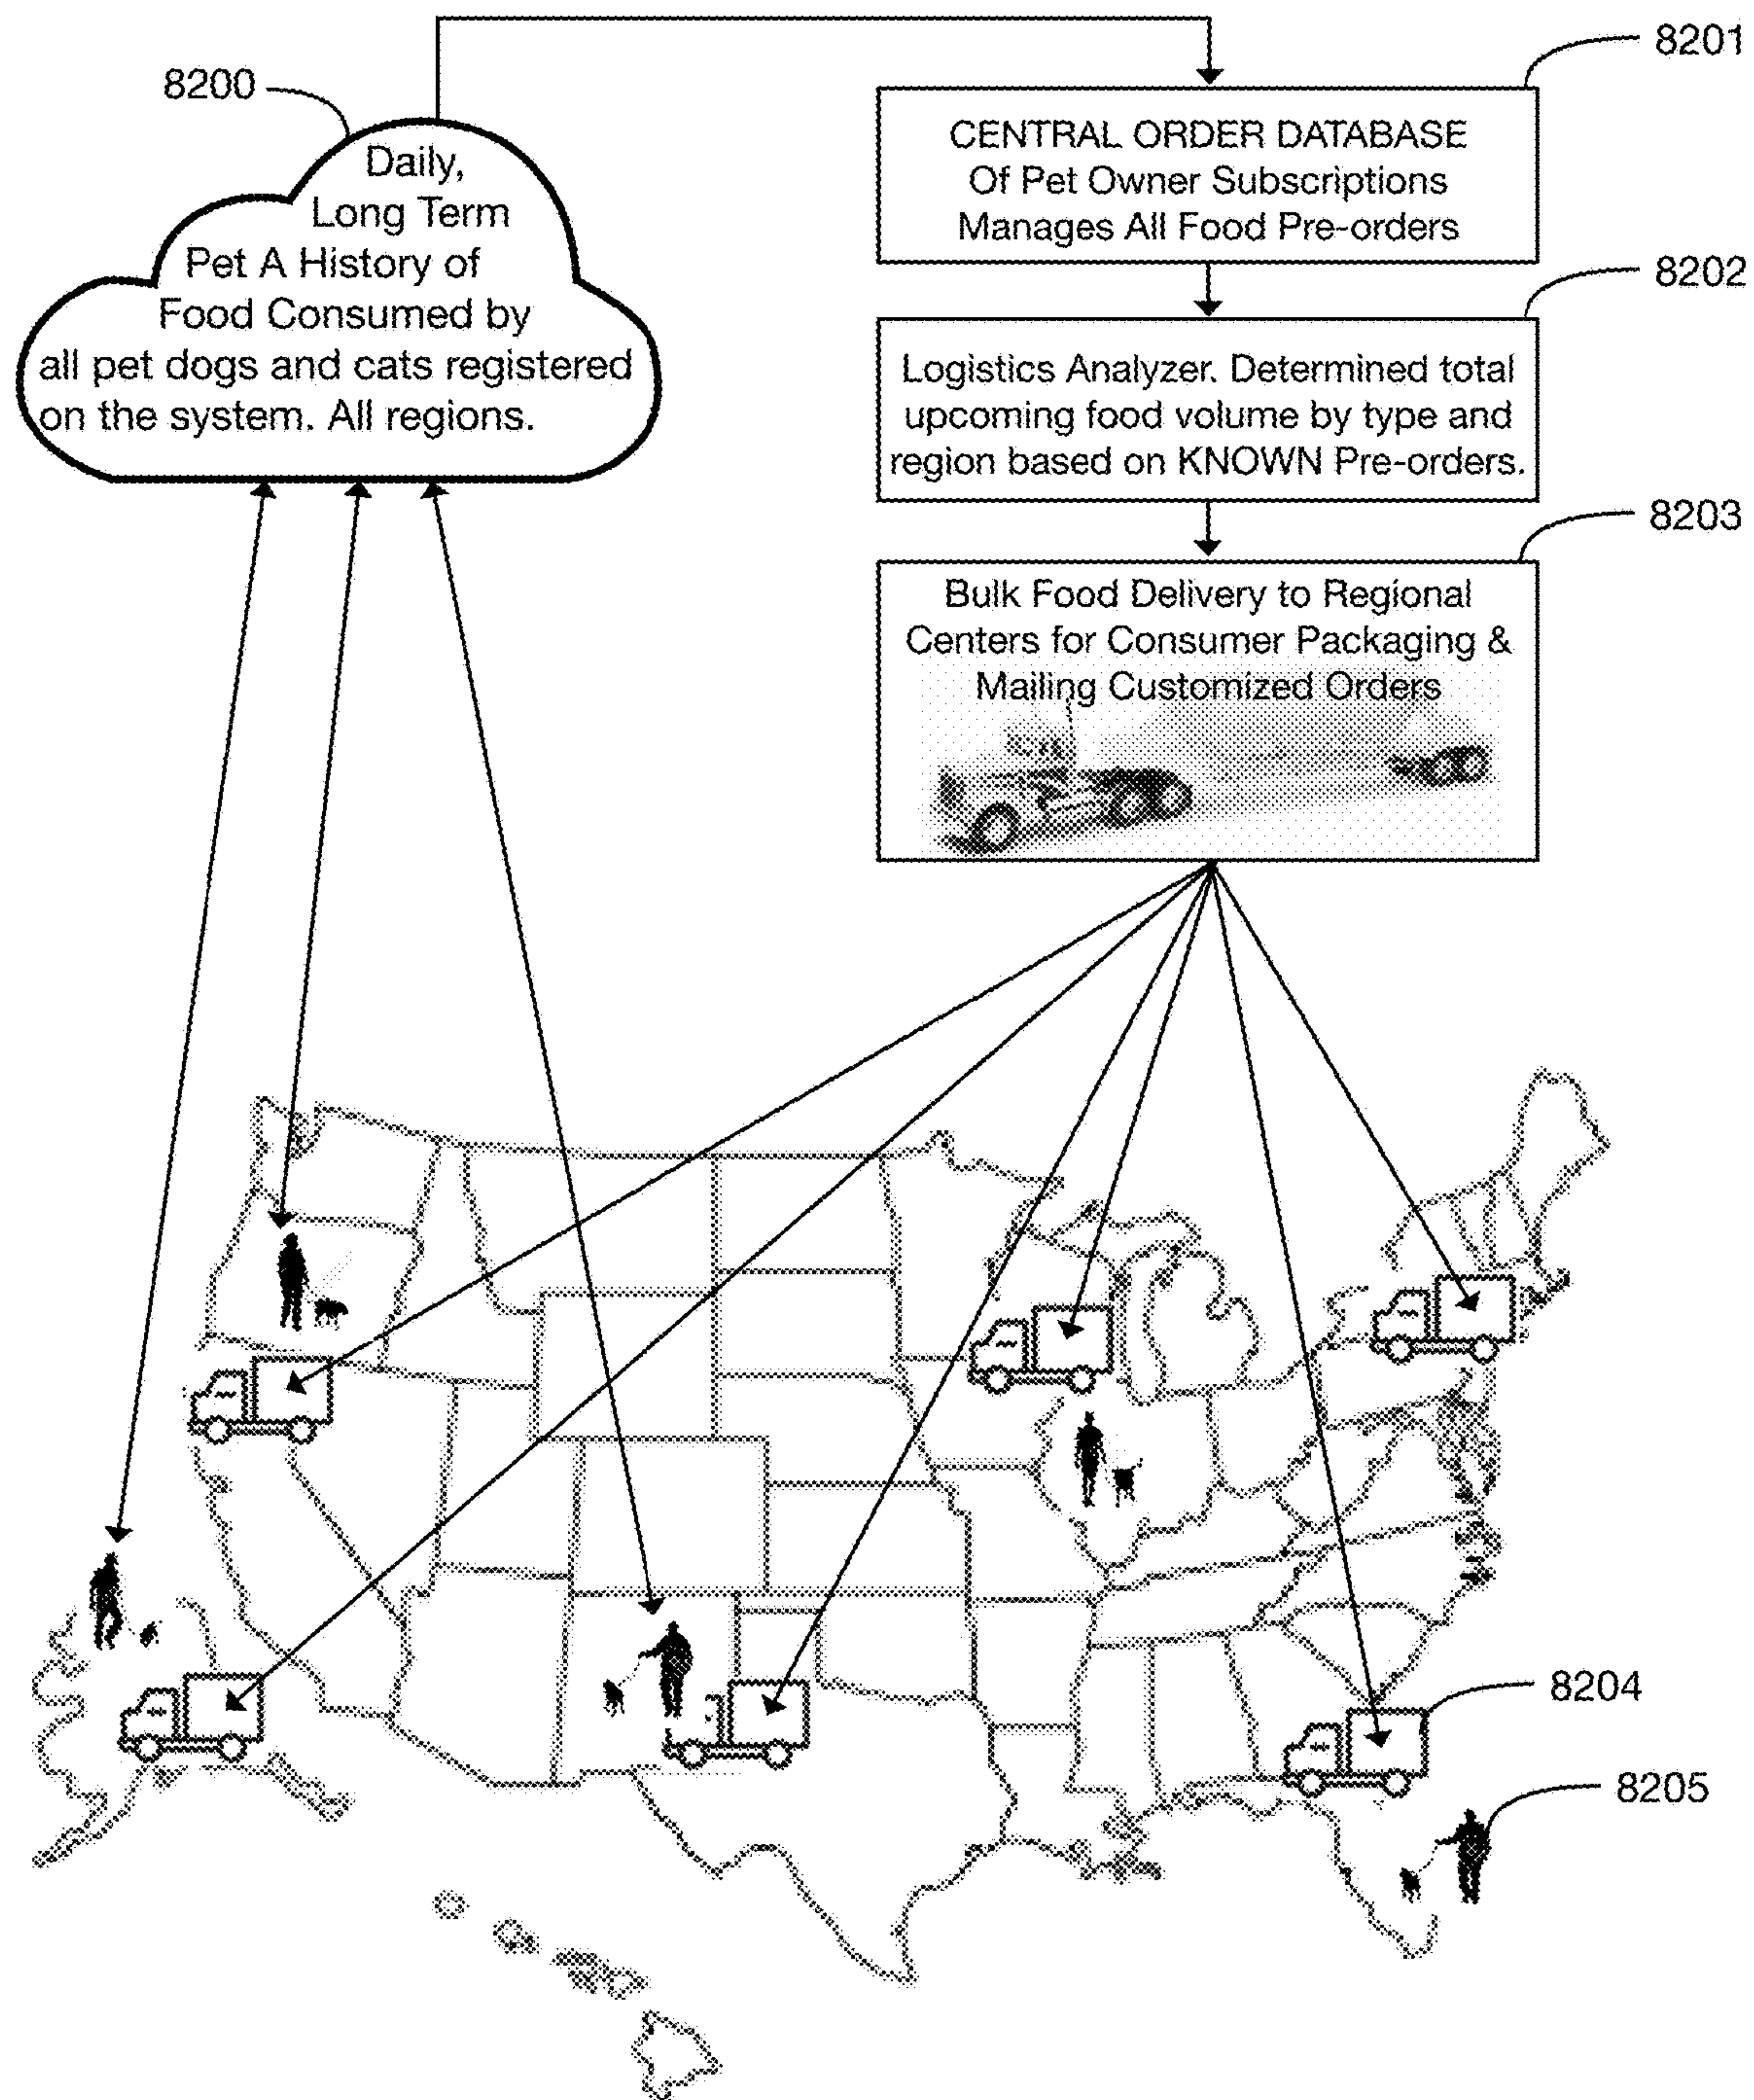 8200
Daily,
Long Term
Pet A History of
Food Consumed by
all pet dogs and cats registered
on the system. All regions.
8201
CENTRAL ORDER DATABASE
Of Pet Owner Subscriptions
Manages All Food Pre-orders
8202
Logistics Analyzer. Determined total
upcoming food volume by type and
region based on KNOWN Pre-orders.
8203
Bulk Food Delivery to Regional
Centers for Consumer Packaging &
Mailing Customized Orders
8204
8205